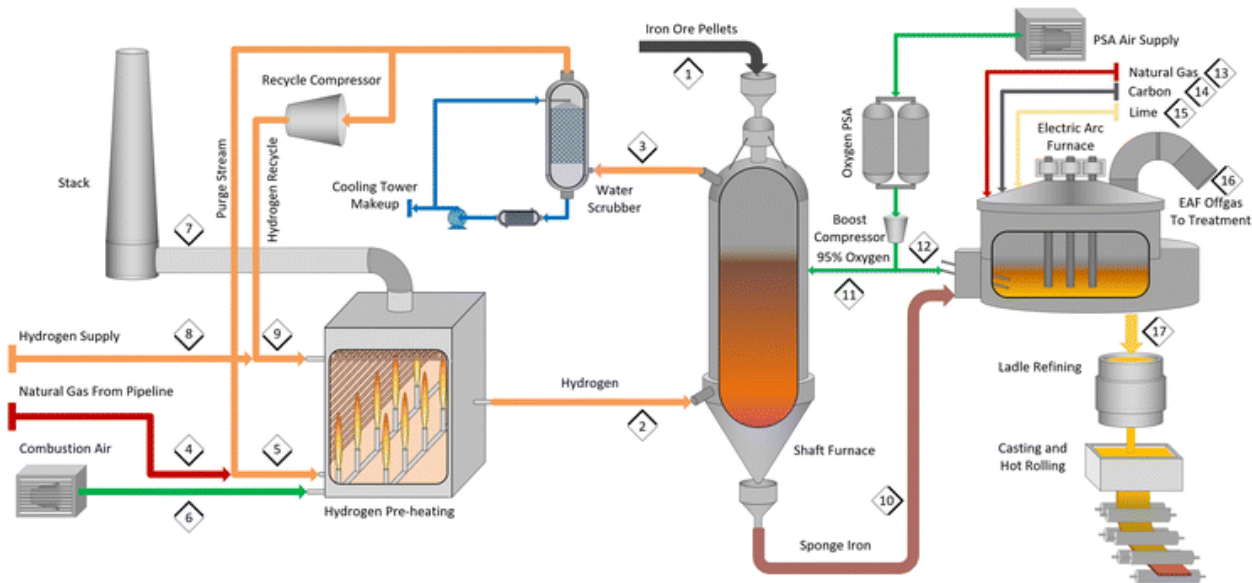 Iron Ore Pellets
1
PSA Air Supply
Natural Gas
13
Carbon
14
Lime
15
Recycle Compressor
Electric Arc
Furnace
Oxygen PSA
Stack
Purge Stream
Hydrogen Recycle
3
Cooling Tower
Makeup
Water
Scrubber
16
EAF Offgas
To Treatment
7
Boost
Compressor
95% Oxygen
12
11
Hydrogen Supply
8
9
17
Ladle Refining
Natural Gas From Pipeline
Hydrogen
2
4
5
Combustion Air
Shaft Furnace
Casting and
Hot Rolling
6
Hydrogen Pre-heating
10
Sponge Iron